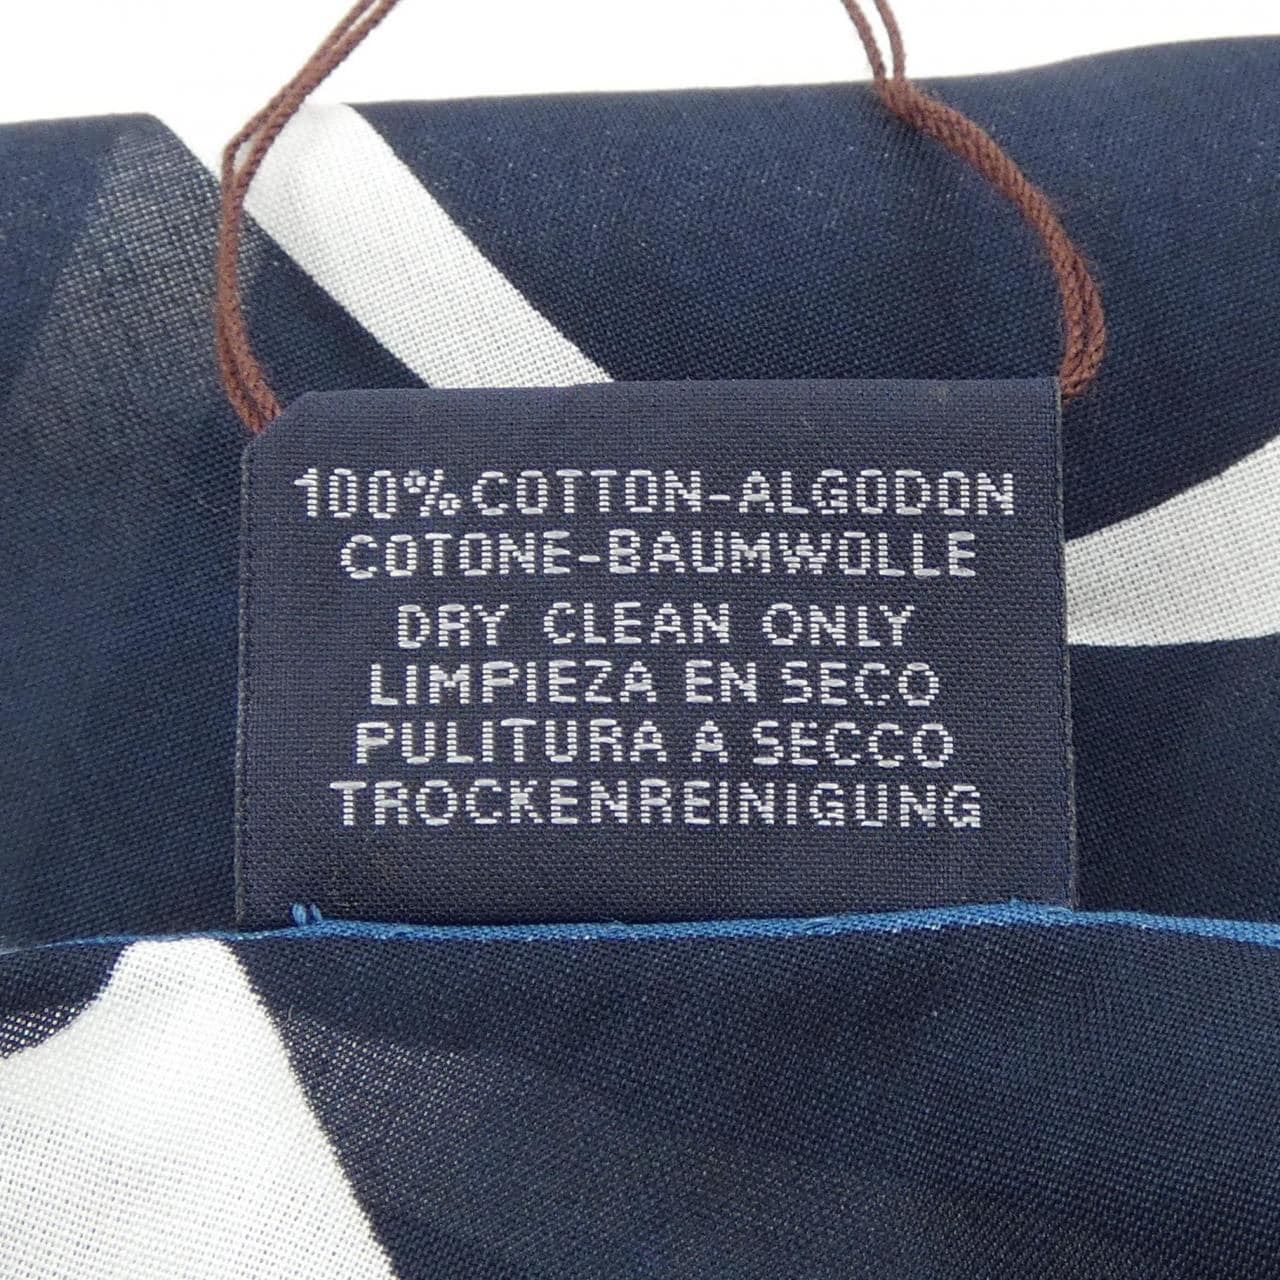 100%COTTON-ALGODON
COTONE-BAUMWOLLE
DRY CLEAN ONLY
LIMPIEZA EN SECO
PULITURA A SECCO
TROCKENREINIGUNG